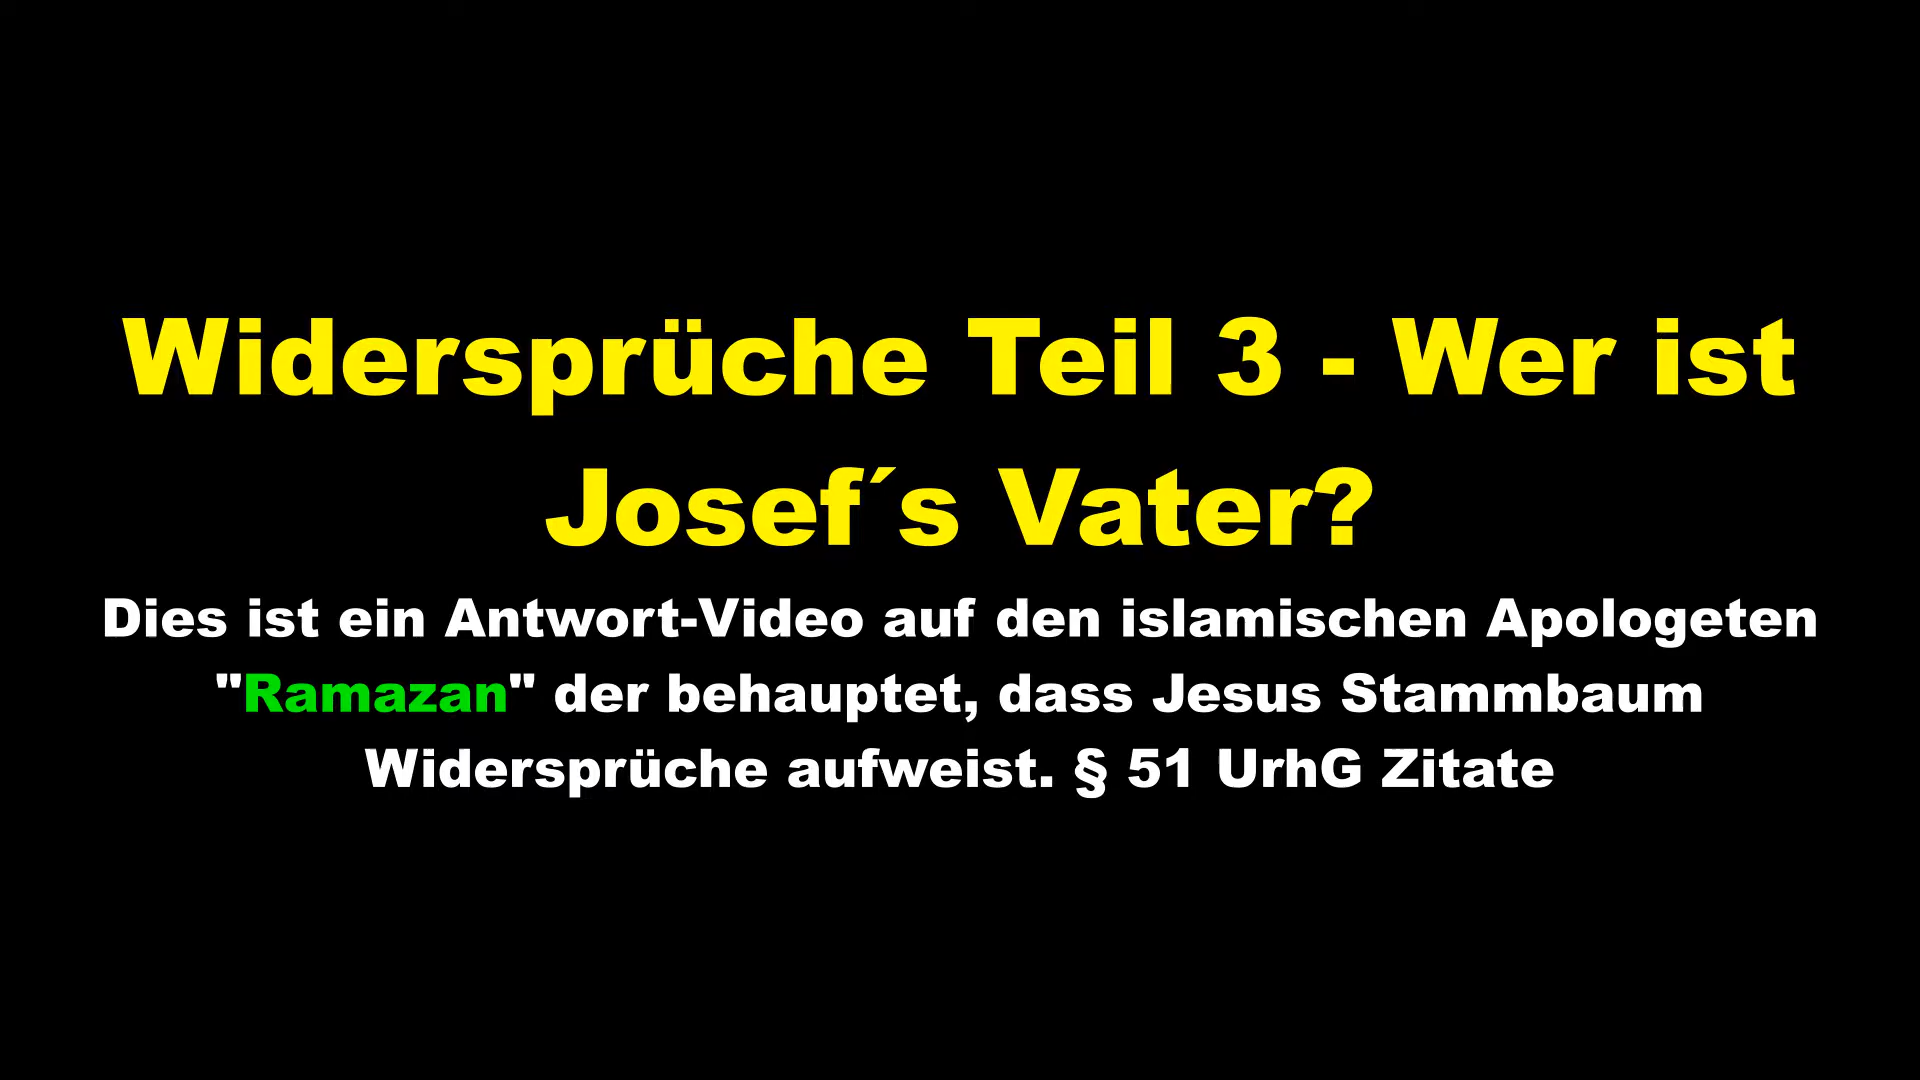 Widersprüche Teil 3 - Wer ist
Josef´s Vater?
Dies ist ein Antwort-Video auf den islamischen Apologeten
"Ramazan" der behauptet, dass Jesus Stammbaum
Widersprüche aufweist. § 51 UrhG Zitate